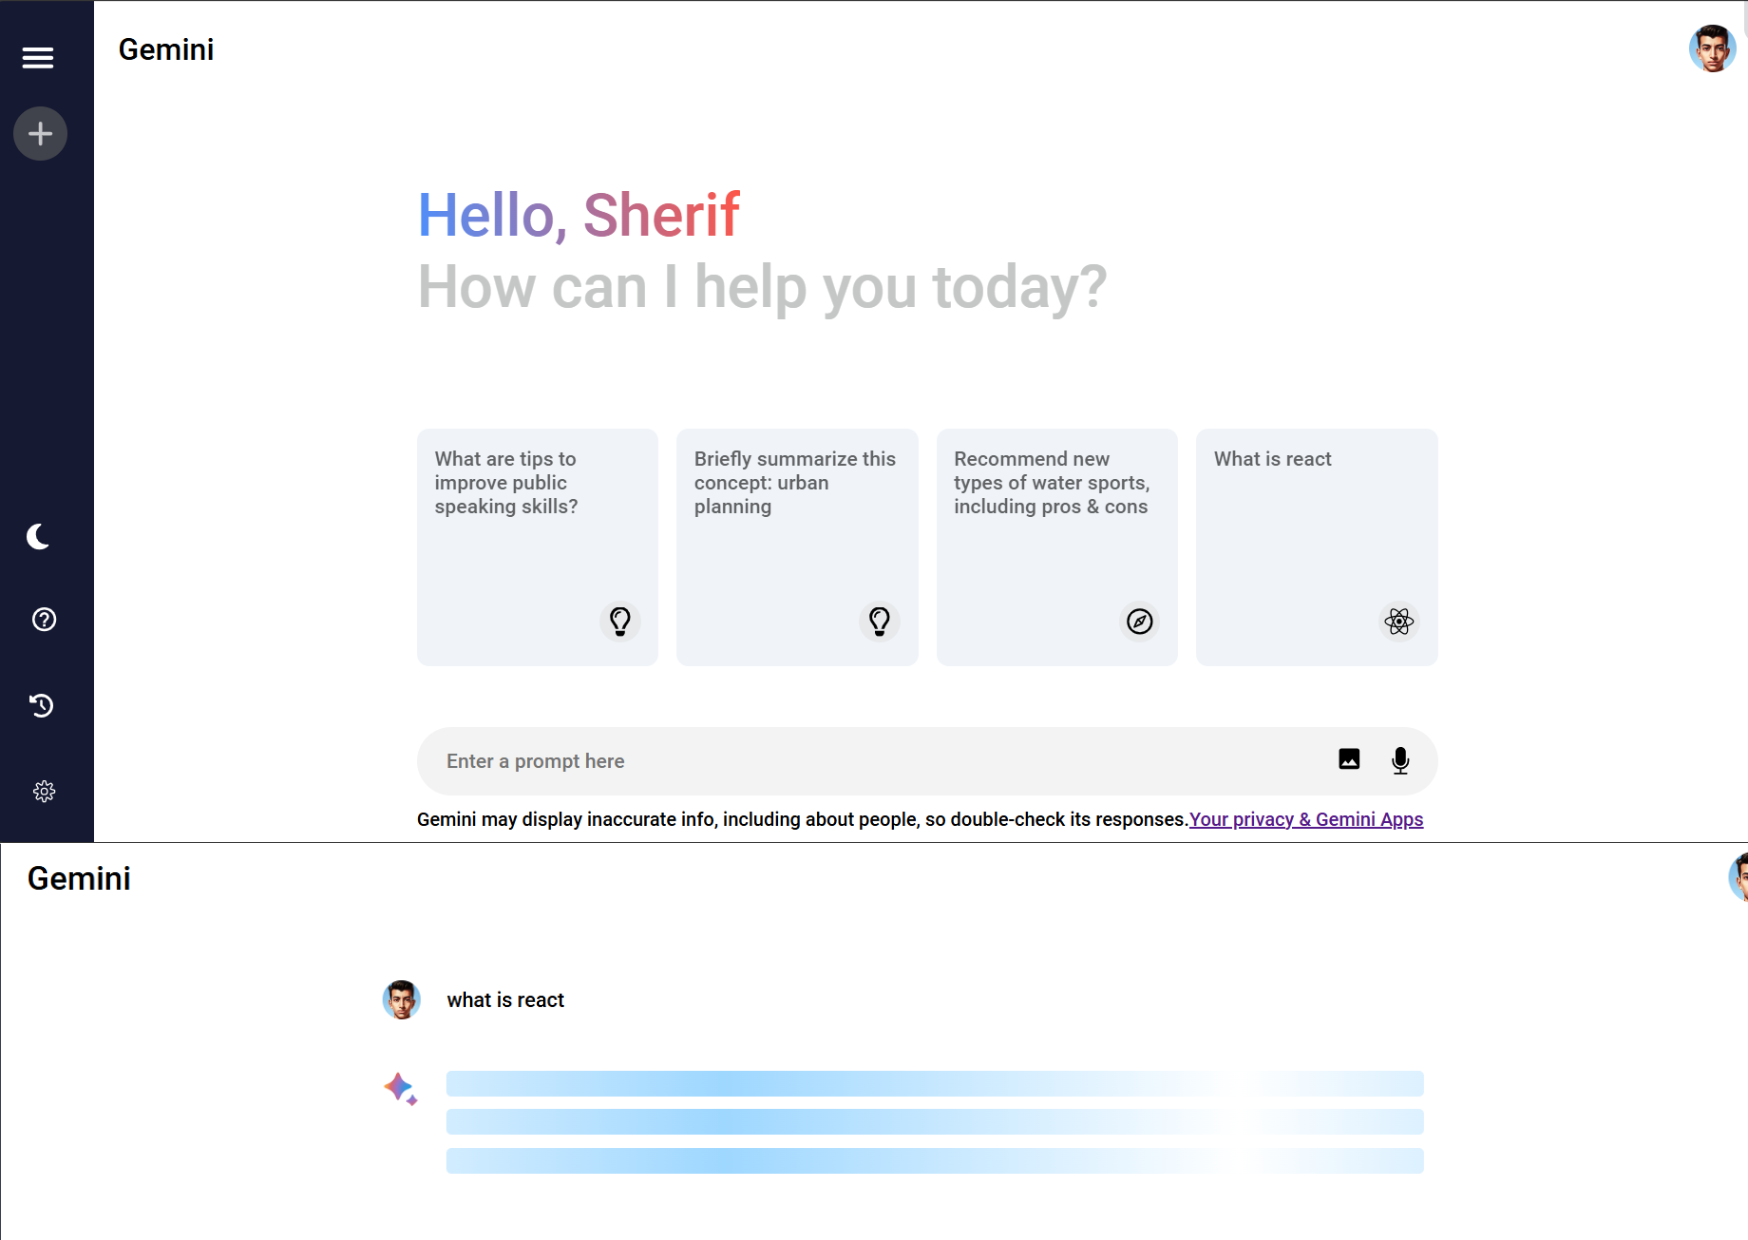 Gemini
Hello, Sherif
How can I help you today?
What are tips to
improve public
speaking skills?
Briefly summarize this
concept: urban
planning
Recommend new
types of water sports,
including pros & cons
What is react
Enter a prompt here
Gemini may display inaccurate info, including about people, so double-check its responses.Your privacy & Gemini Apps
Gemini
what is react